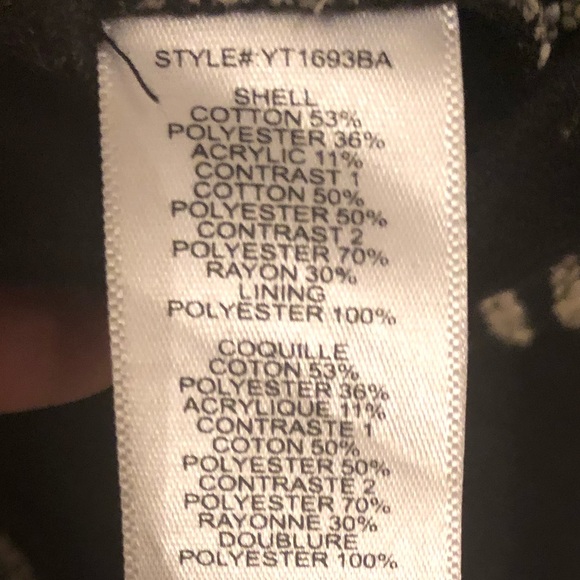 STYLE#:YT1693BA
SHELL
COTTON 53%
POLYESTER 36%
ACRYLIC 11%
CONTRAST 1
COTTON 50%
POLYESTER 50%
CONTRAST 2
POLYESTER 70%
RAYON 30%
LINING
POLYESTER 100%
COQUILLE
COTON 53%
POLYESTER 36%
ACRYLIQUE 11%
CONTRASTE 1
COTON 50%
POLYESTER 50%
CONTRASTE 2
POLYESTER 70%
RAYONNE 30%
DOUBLURE
POLYESTER 100%